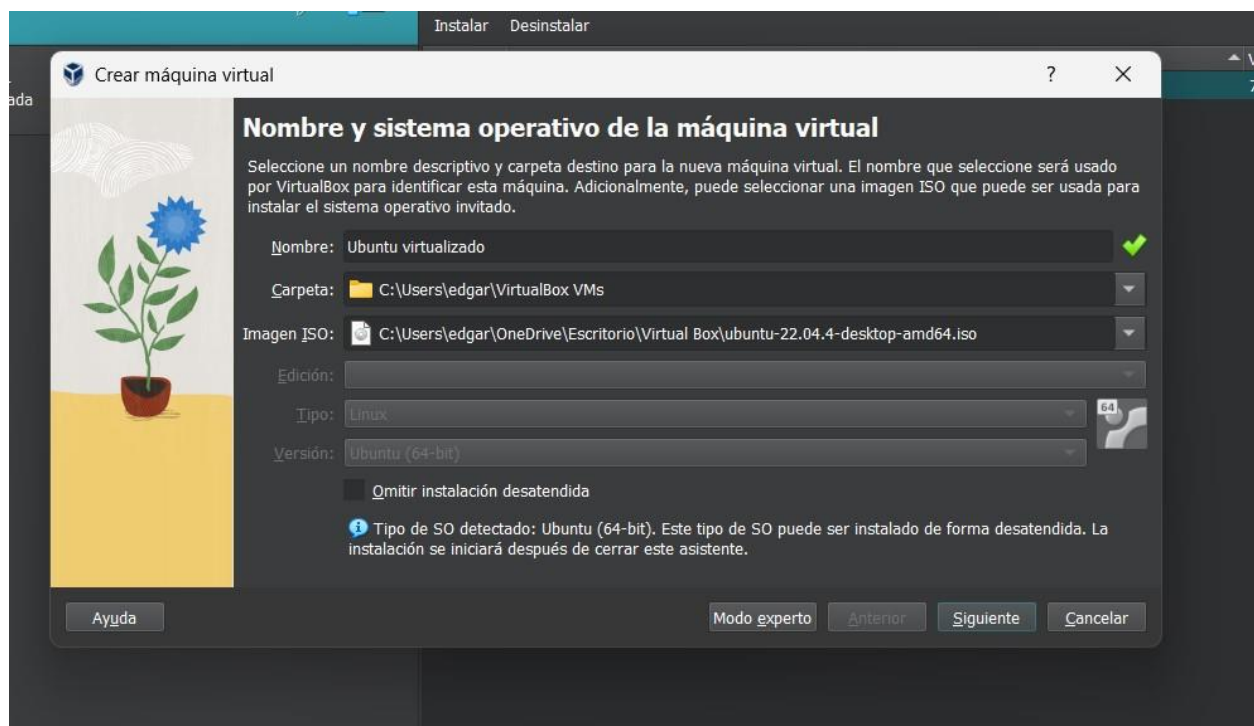 Instalar Desinstalar
Crear máquina virtual
?
ada
Nombre y sistema operativo de la máquina virtual
Seleccione un nombre descriptivo y carpeta destino para la nueva máquina virtual. El nombre que seleccione será usado
por VirtualBox para identificar esta máquina. Adicionalmente, puede seleccionar una imagen ISO que puede ser usada para
instalar el sistema operativo invitado.
Nombre: Ubuntu virtualizado
Carpeta: C:\Users\edgar\VirtualBox VMs
Imagen ISO: C:\Users\edgar\OneDrive\Escritorio\Virtual Box\ubuntu-22.04.4-desktop-amd64.iso
Edición:
Tipo: Linux
64
Versión: Ubuntu (64-bit)
Omitir instalación desatendida
Tipo de SO detectado: Ubuntu (64-bit). Este tipo de SO puede ser instalado de forma desatendida. La
instalación se iniciará después de cerrar este asistente.
Ayuda Modo experto Anterior Siguiente Cancelar